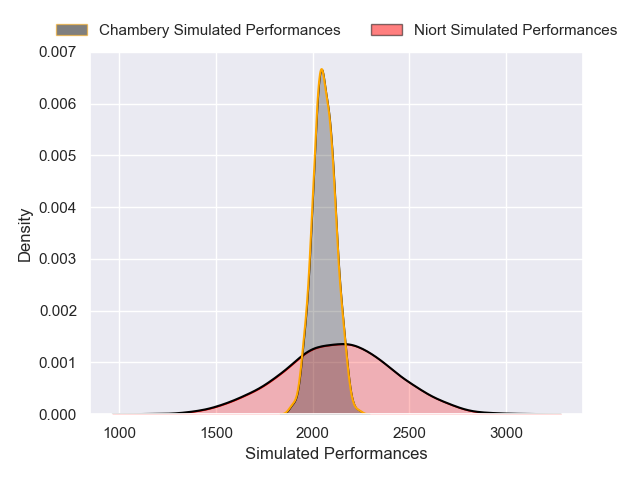 Chambery Simulated Performances
Niort Simulated Performances
0.007
0.006
0.005
0.004
0.003
0.002
0.001
0.000
Density
1000 1500 2000 2500 3000
Simulated Performances